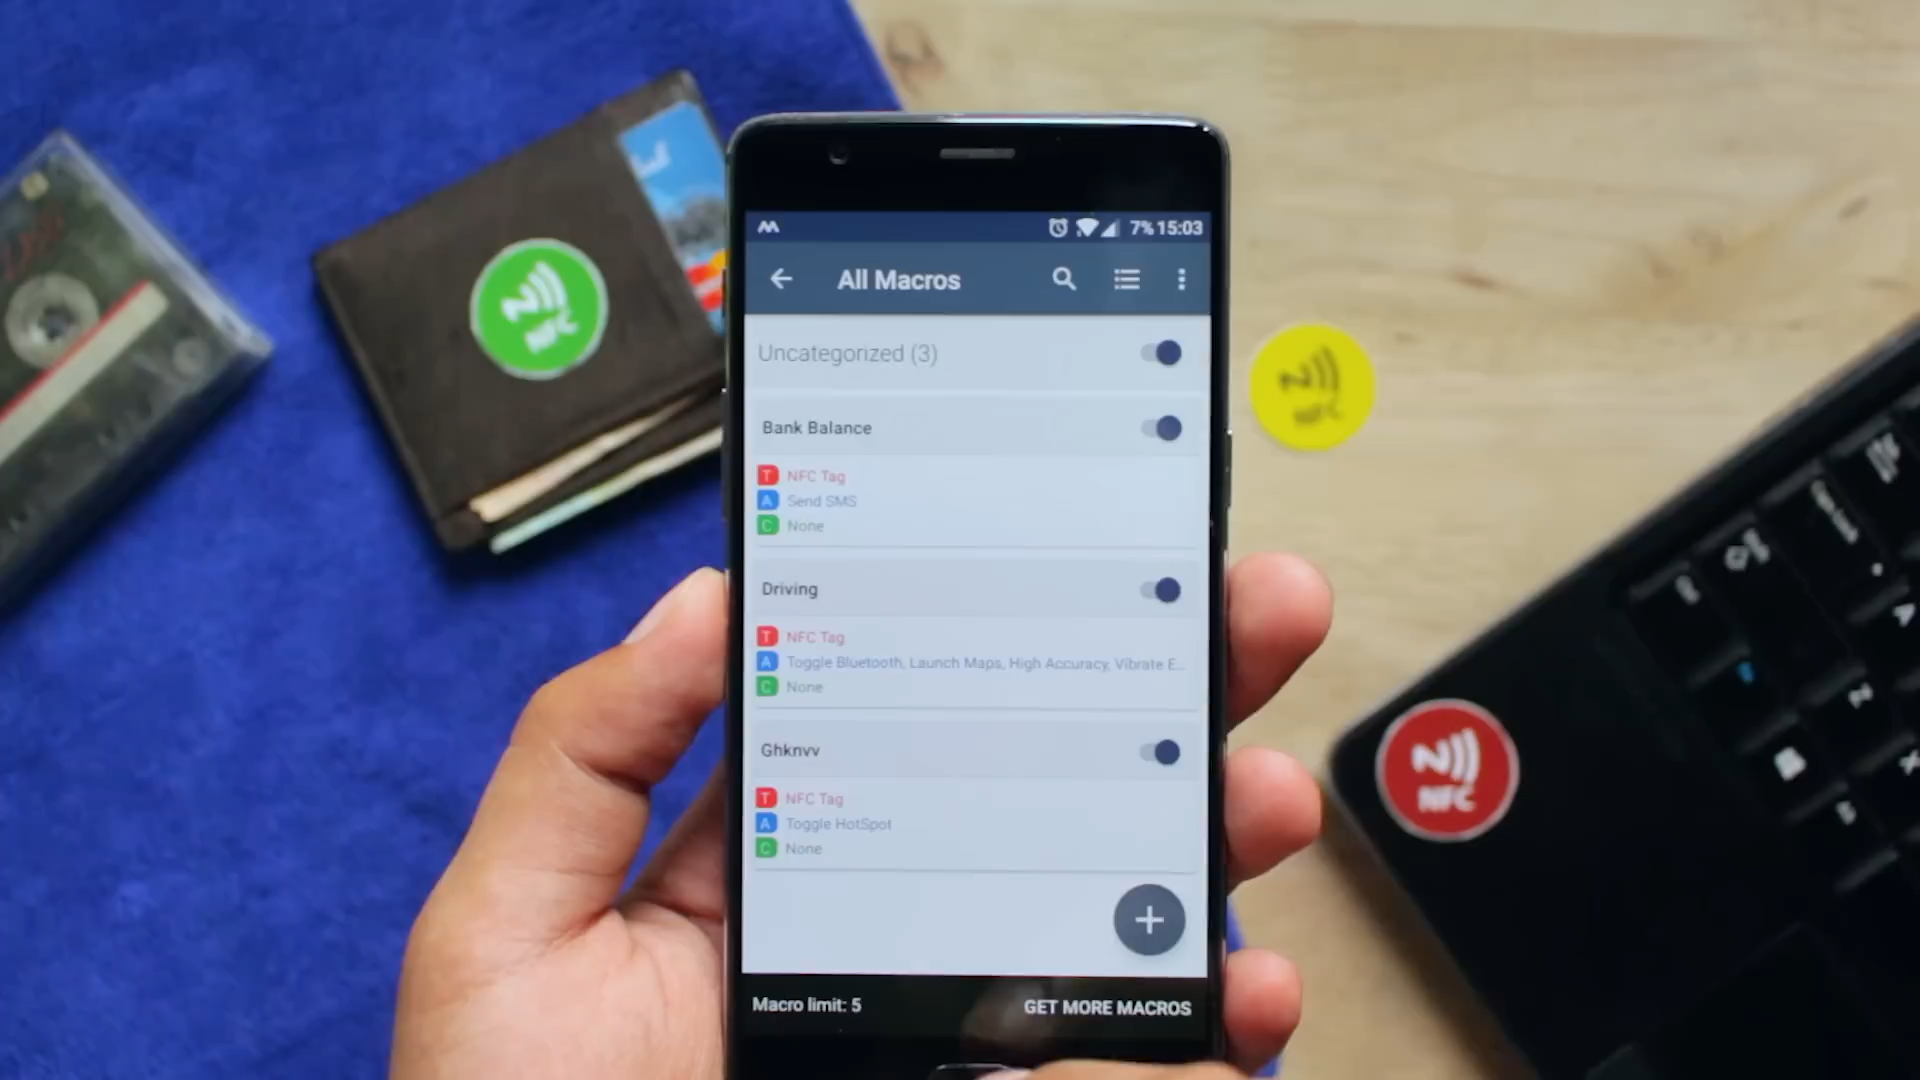 7% 15:03
All Macros
Uncategorized (3)
Bank Balance
T NFC Tag
A Send SMS
C None
Driving
T NFC Tag
A Toggle Bluetooth, Launch Maps, High Accuracy, Vibrate E...
C None
Ghknvv
T NFC Tag
A Toggle HotSpot
C None
Macro limit: 5
GET MORE MACROS
NFC
NFC
N
NFC